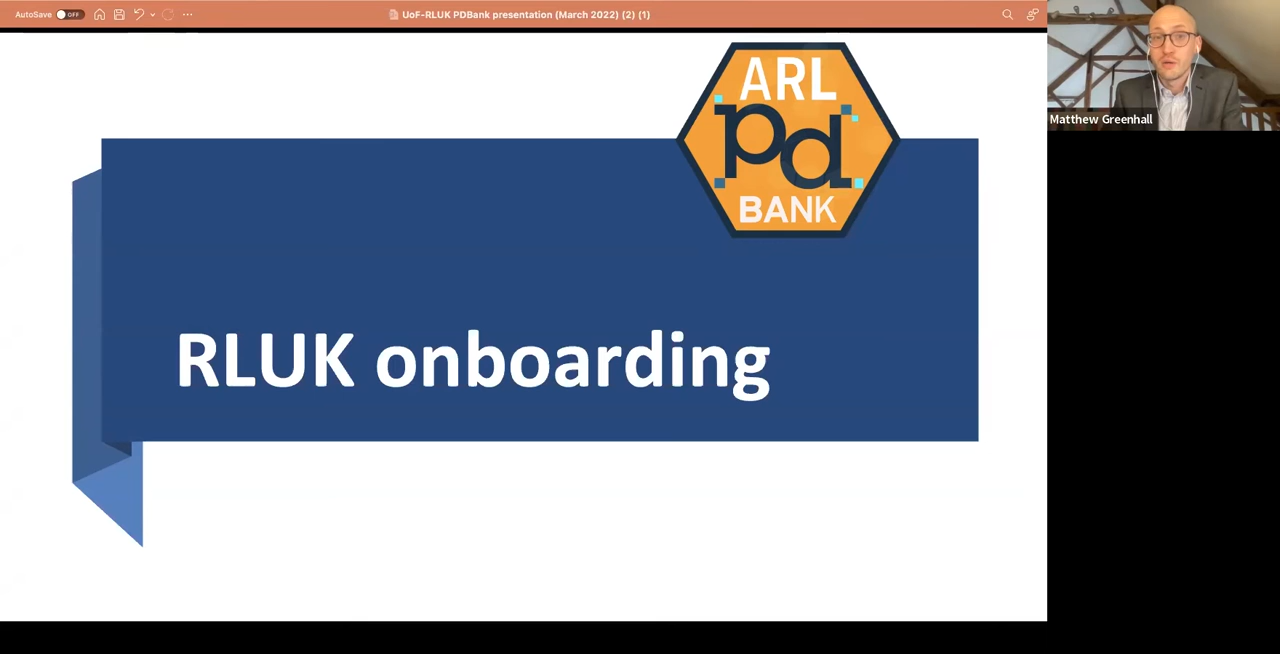 AutoSave OFF
UoF-RLUK PDBank presentation (March 2022) (2) (1)
ARL
pd
BANK
Matthew Greenhall
RLUK onboarding